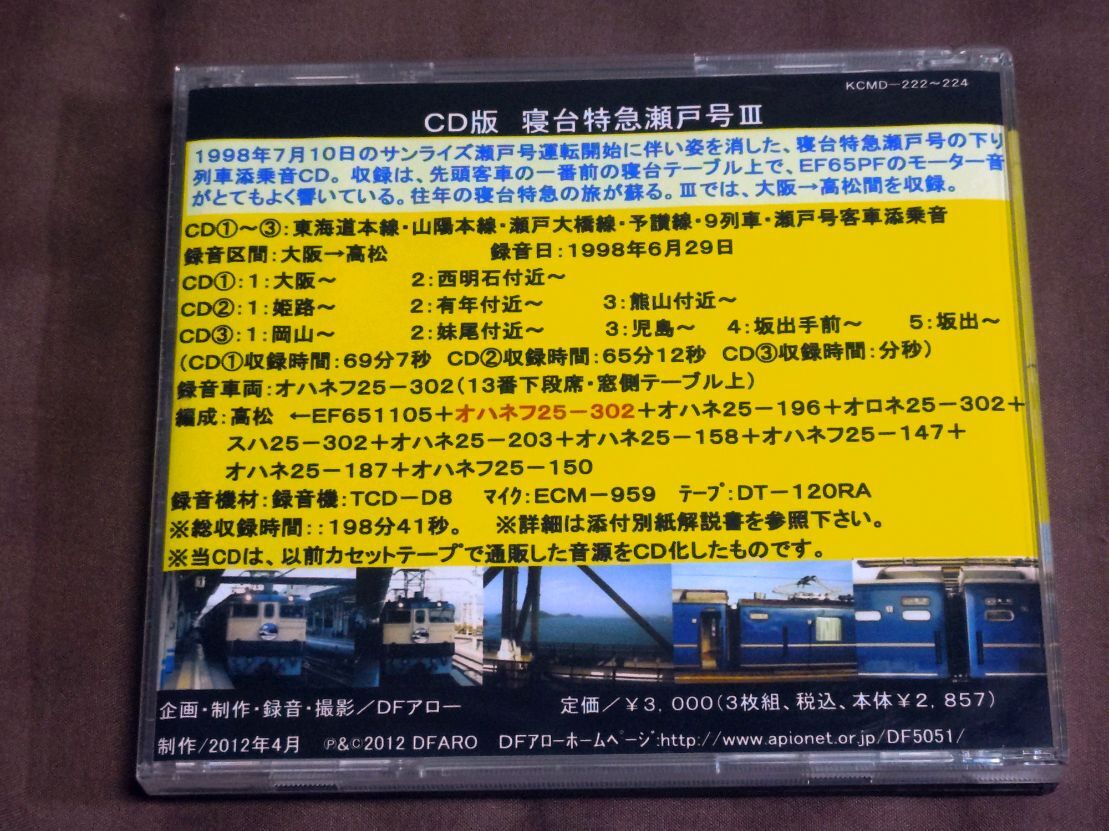 KCMD－222～224
CD版 寝台特急瀬戸号Ⅲ
1998年7月10日のサンライズ瀬戸号運転開始に伴い姿を消した、寝台特急瀬戸号の下り
列車添乗音CD。収録は、先頭客車の一番前の寝台テーブル上で、EF65PFのモーター音
がとてもよく響いている。往年の寝台特急の旅が蘇る。Ⅲでは、大阪→高松間を収録。
CD①～③：東海道本線・山陽本線・瀬戸大橋線・予讃線・9列車・瀬戸号客車添乗音
録音区間：大阪→高松 録音日：1998年6月29日
CD①：1：大阪～ 2：西明石付近～
CD②：1：姫路～ 2：有年付近～ 3：熊山付近～
CD③：1：岡山～ 2：妹尾付近～ 3：児島～ 4：坂出手前～ 5：坂出～
（CD①収録時間：69分7秒 CD②収録時間：65分12秒 CD③収録時間：分秒）
録音車両：オハネフ25－302（13番下段席・窓側テーブル上）
編成：高松 ←EF651105＋オハネフ25－302＋オハネ25－196＋オロネ25－302＋
スハ25－302＋オハネ25－203＋オハネ25－158＋オハネフ25－147＋
オハネ25－187＋オハネフ25－150
録音機材：録音機：TCD－D8 ﾏｲｸ：ECM－959 ﾃｰﾌﾟ：DT－120RA
※総収録時間：：198分41秒。 ※詳細は添付別紙解説書を参照下さい。
※当CDは、以前カセットテープで通販した音源をCD化したものです。
企画・制作・録音・撮影／DFアロー 定価／￥3，000（3枚組、税込、本体￥2，857）
制作/2012年4月 ℗&©2012 DFARO DFｱﾛｰﾎｰﾑﾍﾟｰｼﾞ:http://www.apionet.or.jp/DF5051/